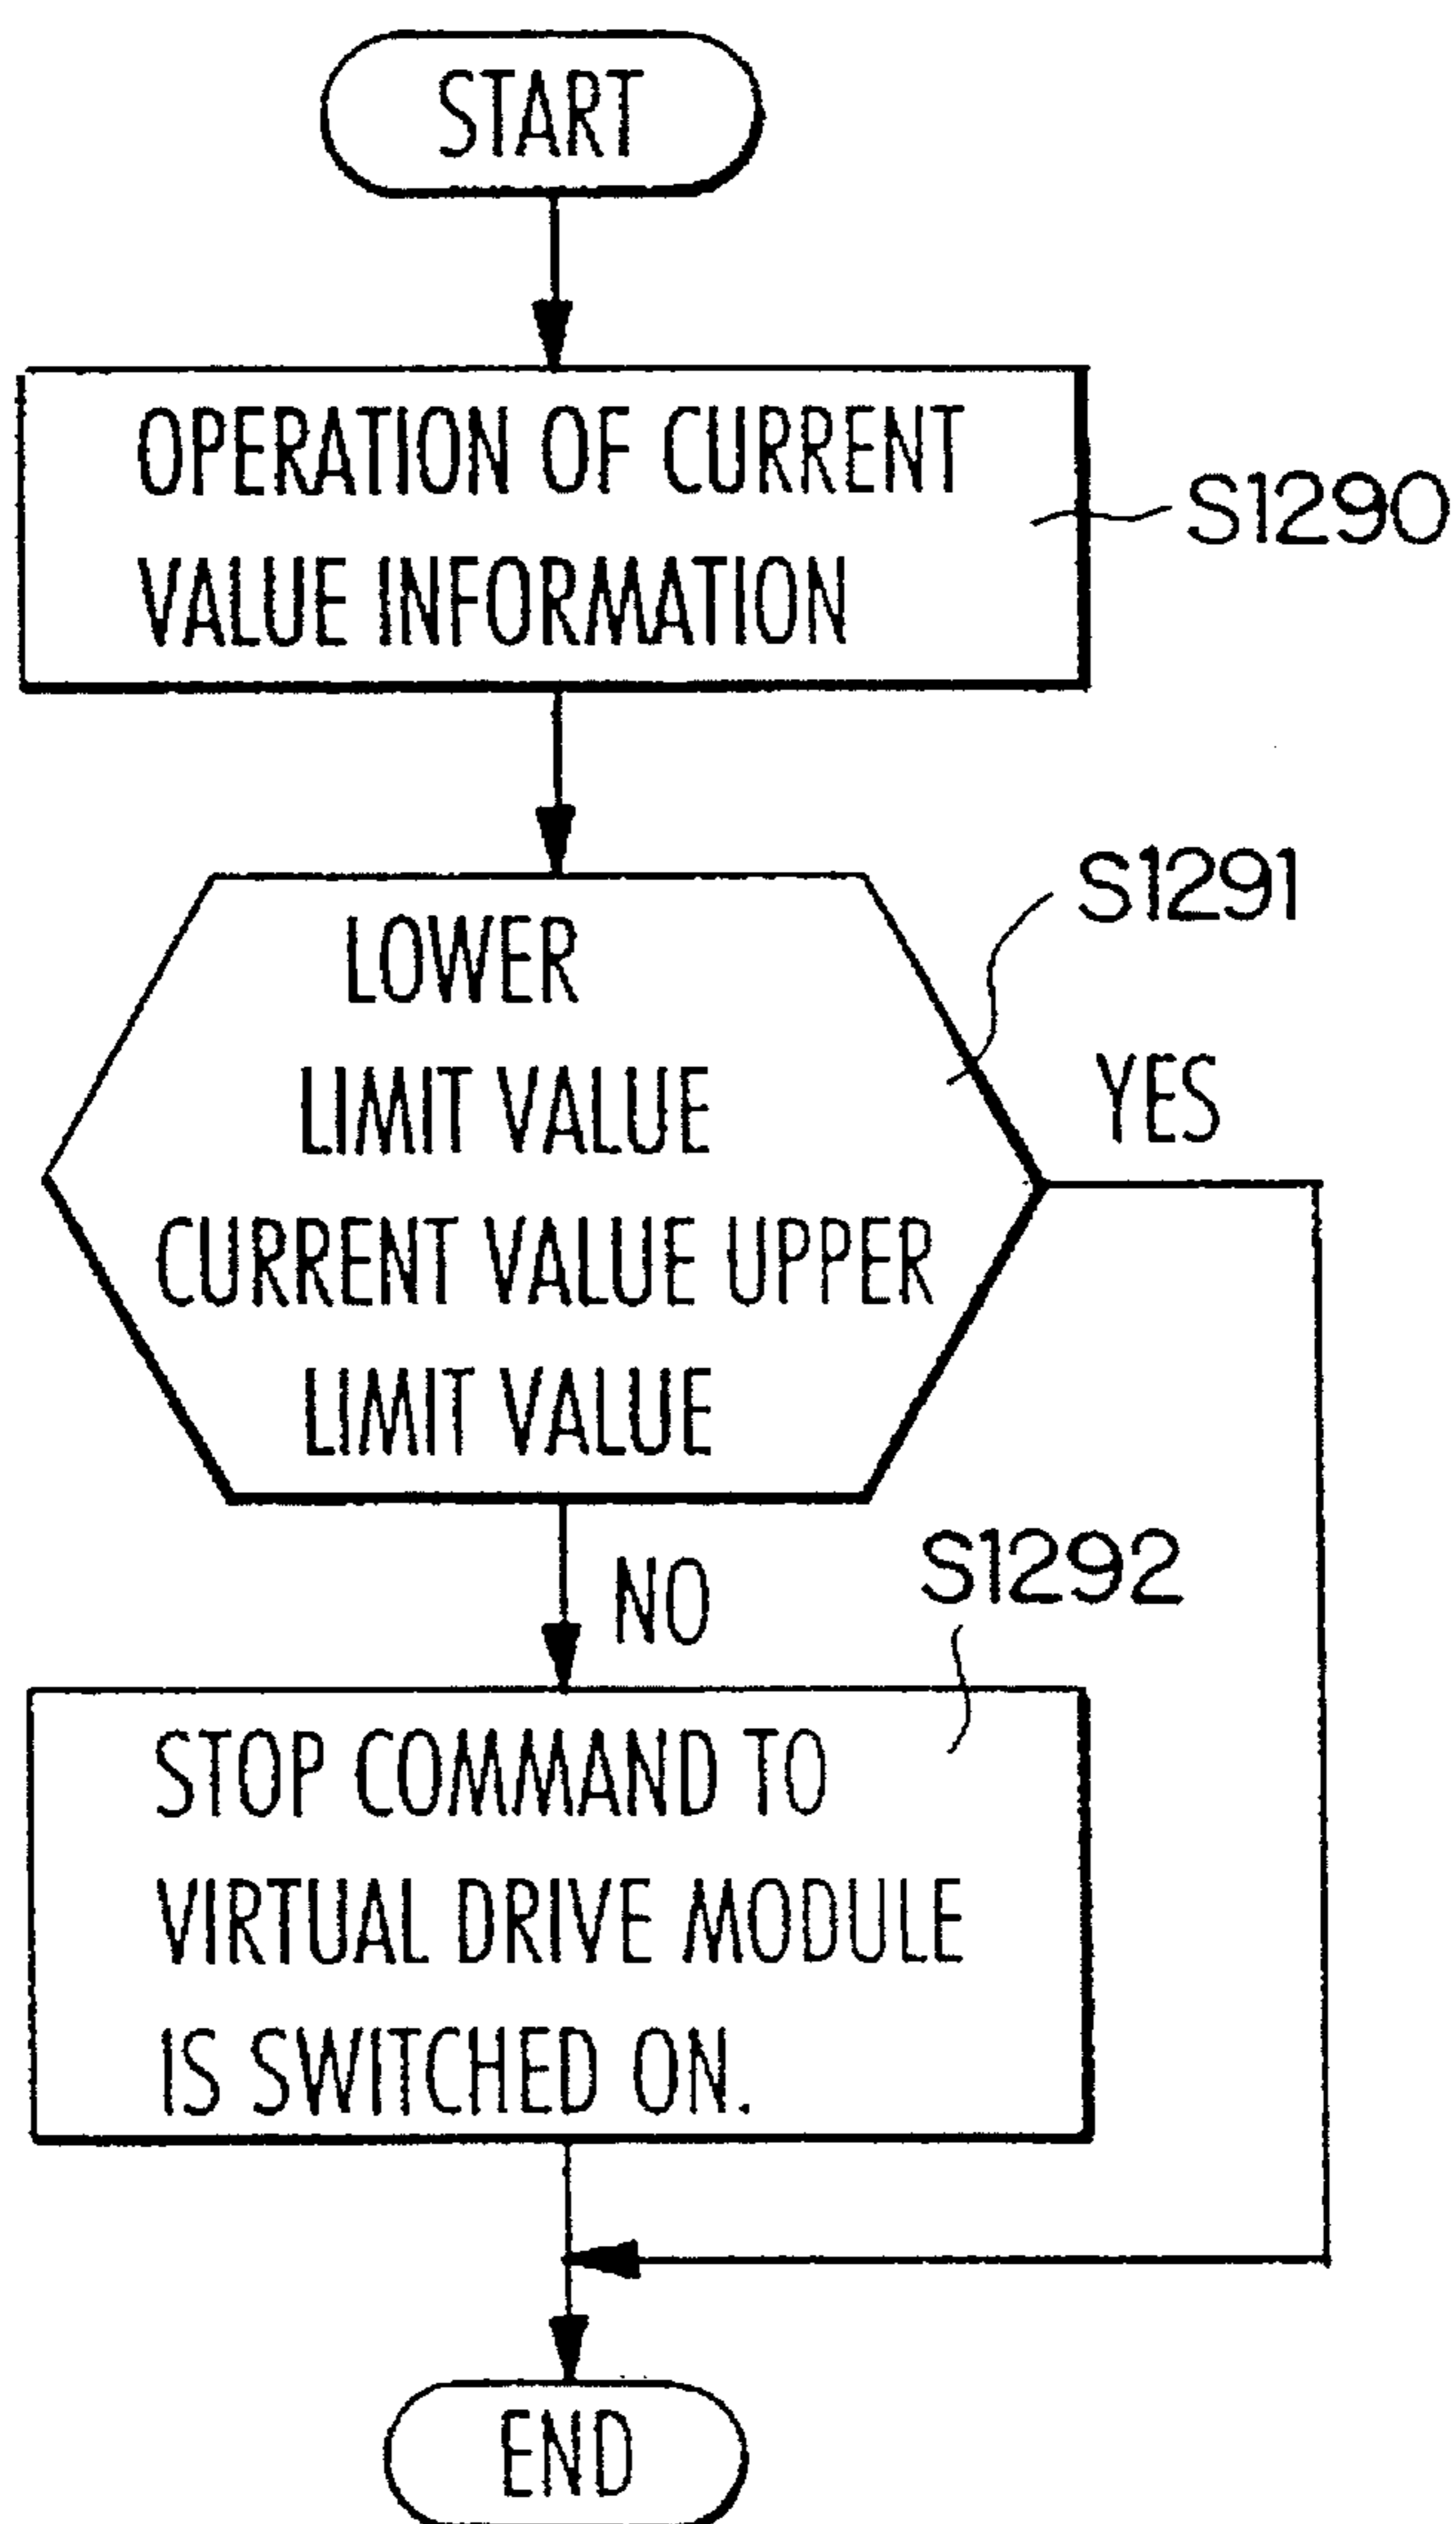 START
OPERATION OF CURRENT
VALUE INFORMATION
S1290
LOWER
LIMIT VALUE
CURRENT VALUE UPPER
LIMIT VALUE
S1291
YES
NO
S1292
STOP COMMAND TO
VIRTUAL DRIVE MODULE
IS SWITCHED ON.
END